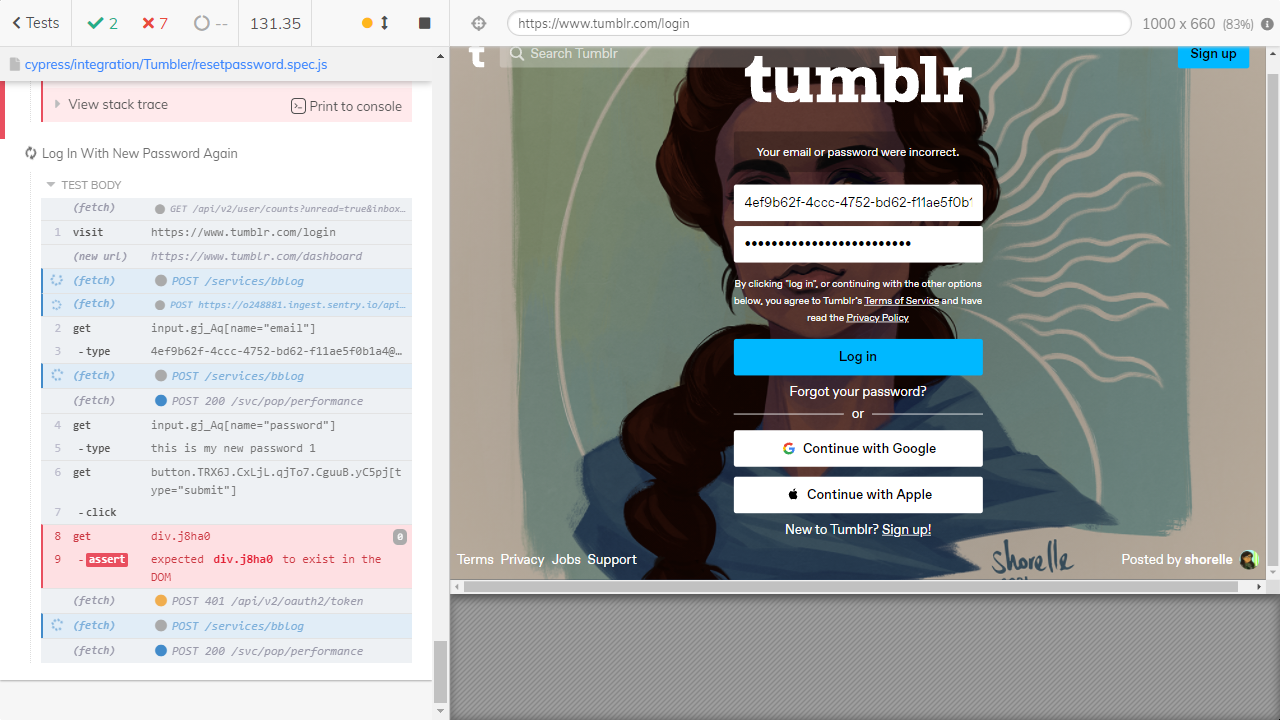 Tests
2
7
--
131.35
https://www.tumblr.com/login
1000 x 660 (83%)
cypress/integration/Tumbler/resetpassword.spec.js
View stack trace
Print to console
Log In With New Password Again
TEST BODY
(fetch) GET /api/v2/user/counts?unread=true&inbox…
1 visit https://www.tumblr.com/login
(new url) https://www.tumblr.com/dashboard
(fetch) POST /services/bblog
(fetch) POST https://o248881.ingest.sentry.io/api…
2 get input.gj_Aq[name="email"]
3 -type 4ef9b62f-4ccc-4752-bd62-f11ae5f0b1a4@…
(fetch) POST /services/bblog
(fetch) POST 200 /svc/pop/performance
4 get input.gj_Aq[name="password"]
5 -type this is my new password 1
6 get button.TRX6J.CxLjL.qjTo7.CguuB.yC5pj[t
ype="submit"]
7 -click
8 get div.j8ha0 0
9 -assert expected div.j8ha0 to exist in the
DOM
(fetch) POST 401 /api/v2/oauth2/token
(fetch) POST /services/bblog
(fetch) POST 200 /svc/pop/performance
t
Search Tumblr
Sign up
tumblr
Your email or password were incorrect.
4ef9b62f-4ccc-4752-bd62-f11ae5f0b1
By clicking "log in", or continuing with the other options
below, you agree to Tumblr's Terms of Service and have
read the Privacy Policy
Log in
Forgot your password?
or
Continue with Google
Continue with Apple
New to Tumblr? Sign up!
shorelle
Terms Privacy Jobs Support
Posted by shorelle